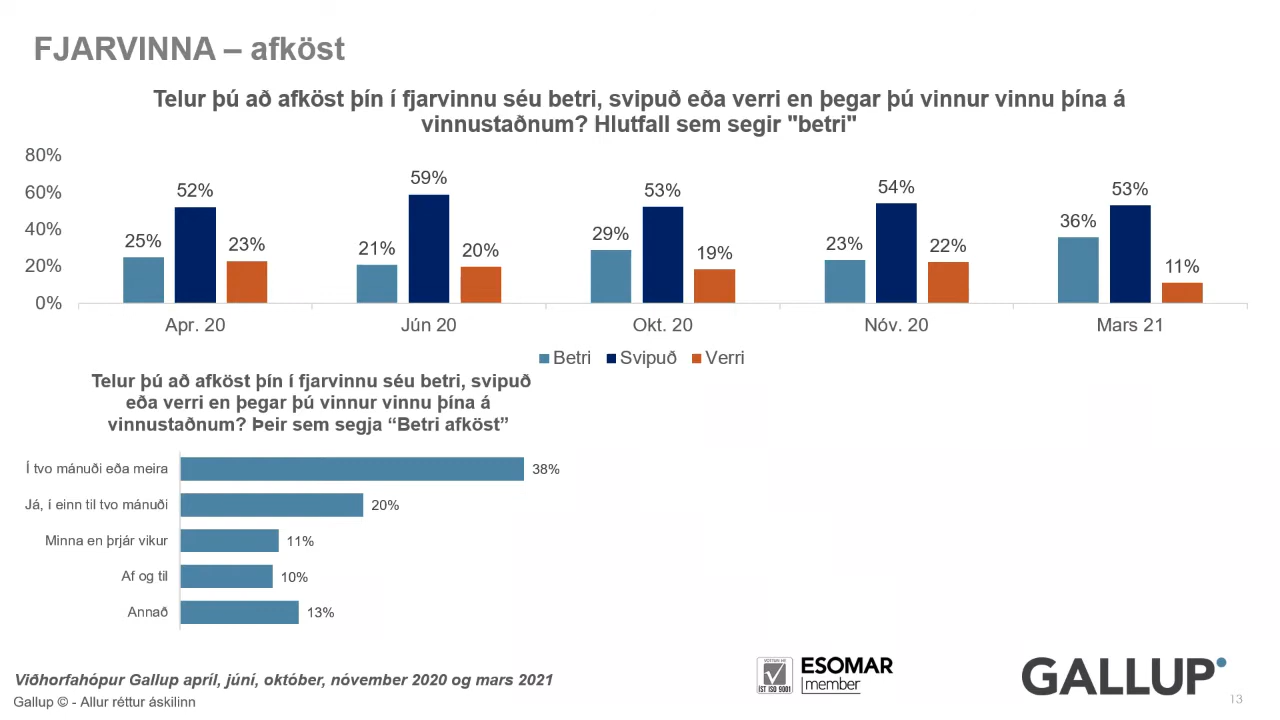 FJARVINNA – afköst
Telur þú að afköst þín í fjarvinnu séu betri, svipuð eða verri en þegar þú vinnur vinnu þína á
vinnustaðnum? Hlutfall sem segir "betri"
80%
60%
40%
20%
0%
25% 52% 23%
21% 59% 20%
29% 53% 19%
23% 54% 22%
36% 53% 11%
Apr. 20 Jún 20 Okt. 20 Nóv. 20 Mars 21
Betri Svipuð Verri
Telur þú að afköst þín í fjarvinnu séu betri, svipuð
eða verri en þegar þú vinnur vinnu þína á
vinnustaðnum? Þeir sem segja “Betri afköst”
Í tvo mánuði eða meira 38%
Já, í einn til tvo mánuði 20%
Minna en þrjár vikur 11%
Af og til 10%
Annað 13%
Viðhorfahópur Gallup apríl, júní, október, nóvember 2020 og mars 2021
Gallup © - Allur réttur áskilinn
IST ISO 9001
ESOMAR
member
GALLUP
13